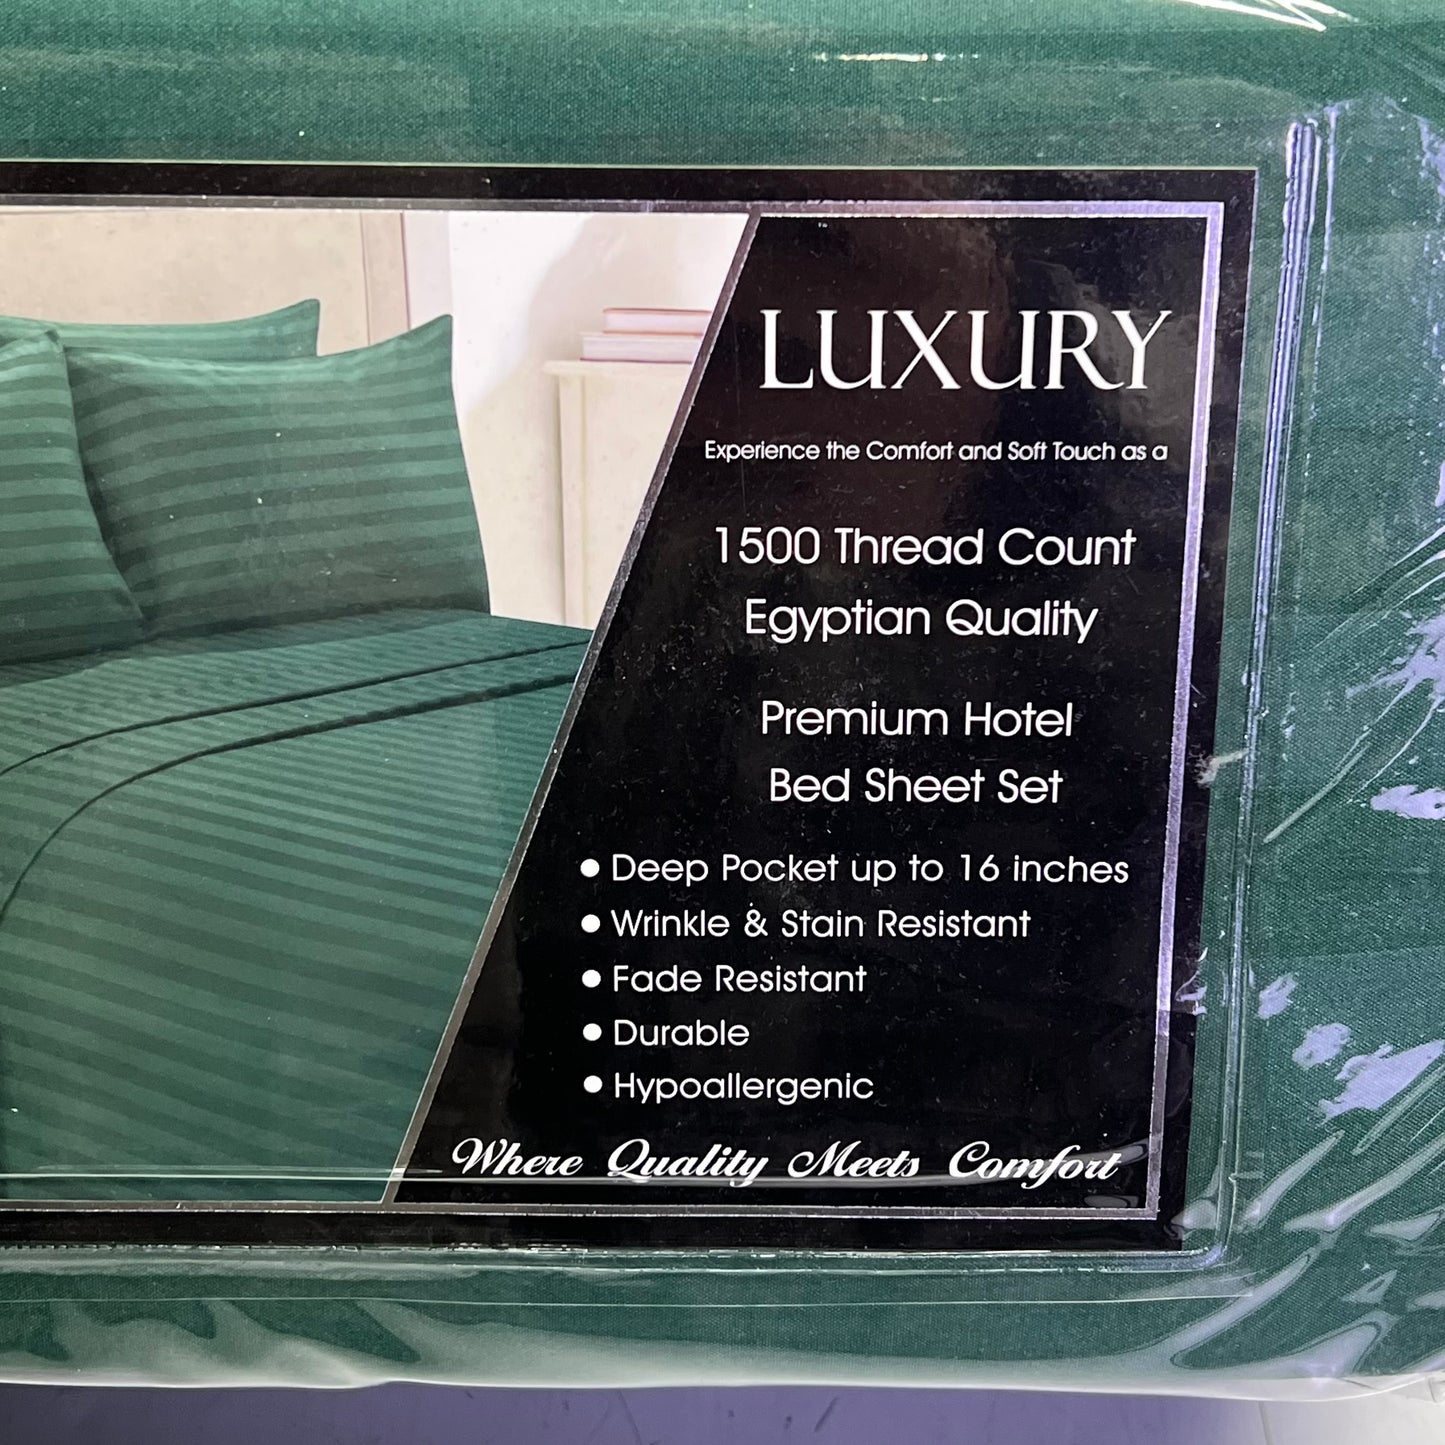 LUXURY
Experience the Comfort and Soft Touch as a
1500 Thread Count
Egyptian Quality
Premium Hotel
Bed Sheet Set
● Deep Pocket up to 16 inches
● Wrinkle & Stain Resistant
● Fade Resistant
● Durable
● Hypoallergenic
Where Quality Meets Comfort